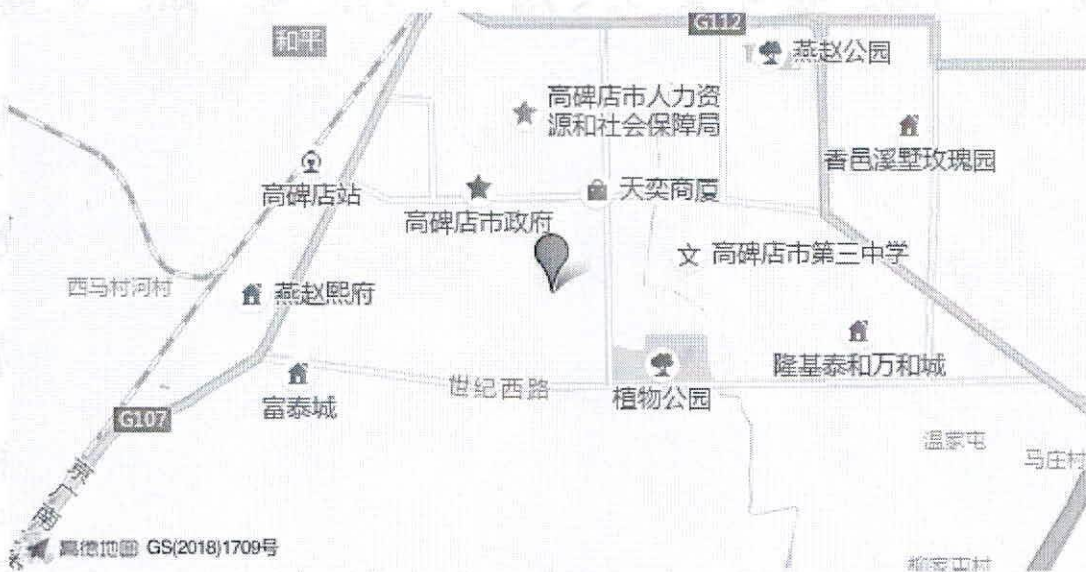 G112
和平
燕赵公园
高碑店市人力资
源和社会保障局
香邑溪墅玫瑰园
高碑店站
天奕商厦
高碑店市政府
高碑店市第三中学
西马村河村
燕赵熙府
隆基泰和万和城
世纪西路
植物公园
富泰城
G107
温家屯
马庄村
京广南
高德地图 GS(2018)1709号